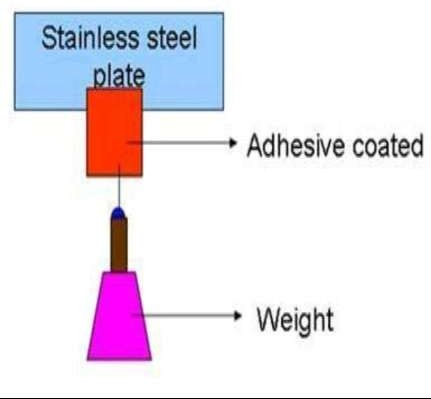 Stainless steel
plate
Adhesive coated
Weight